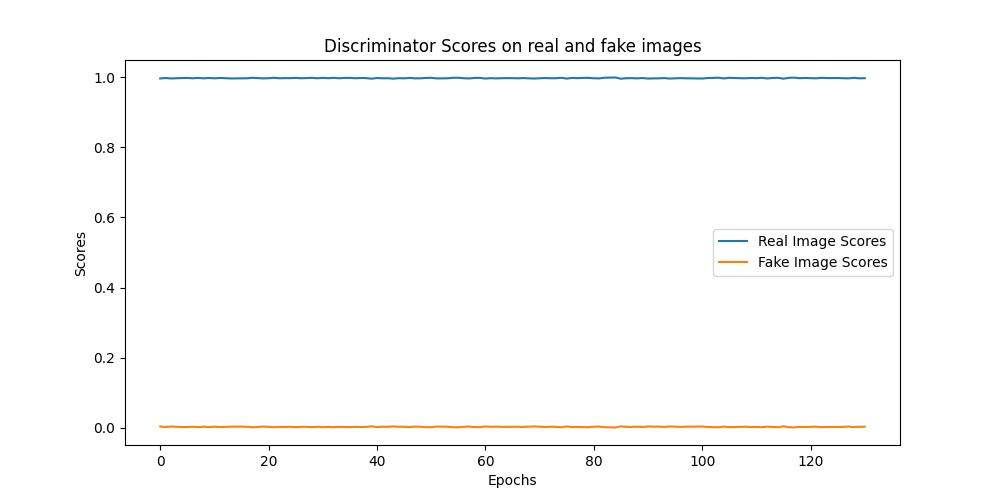 Discriminator Scores on real and fake images
1.0
0.8
0.6
0.4
0.2
0.0
Scores
Real Image Scores
Fake Image Scores
0 20 40 60 80 100 120
Epochs